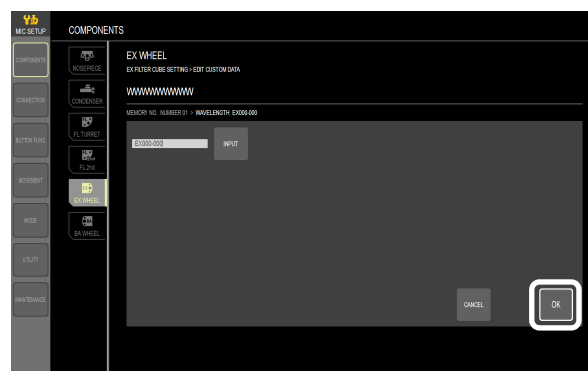 MIC SETUP
COMPONENTS
COMPONENTS
CONNECTION
BUTTON FUNC
MOVEMENT
MODE
UTILITY
MAINTENANCE
NOSEPIECE
CONDENSER
FL TURRET
FL 2nd
EX WHEEL
BA WHEEL
EX WHEEL
EX FILTER CUBE SETTING > EDIT CUSTOM DATA
WWWWWWWWWWW
MEMORY NO. NUMBER 01 > WAVELENGTH EX000-000
EX000-000
INPUT
CANCEL
OK